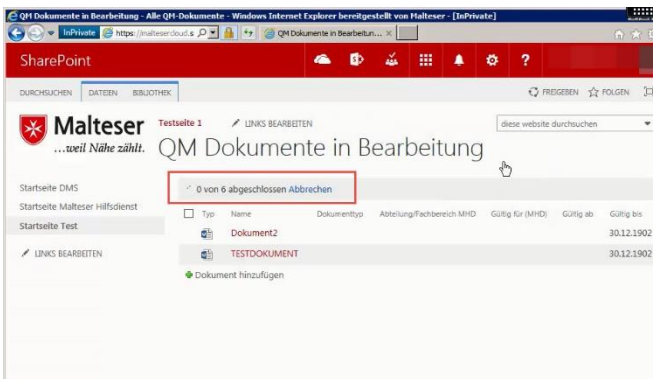 QM Dokumente in Bearbeitung - Alle QM-Dokumente - Windows Internet Explorer bereitgestellt von Malteser - [InPrivate]
InPrivate https://malteserdoud.s QM Dokumente in Bearbeitun... ×
SharePoint
S
?
DURCHSUCHEN DATEIEN BIBLIOTHEK FREIGEBEN FOLGEN
Malteser
...weil Nähe zählt.
Testseite 1 LINKS BEARBEITEN diese website durchsuchen
QM Dokumente in Bearbeitung
Startseite DMS
Startseite Malteser Hilfsdienst
Startseite Test
LINKS BEARBEITEN
0 von 6 abgeschlossen Abbrechen
Typ Name Dokumenttyp Abteilung/Fachbereich MHD Gültig für (MHD) Gültig ab Gültig bis
Dokument2 30.12.1902
TESTDOKUMENT 30.12.1902
Dokument hinzufügen